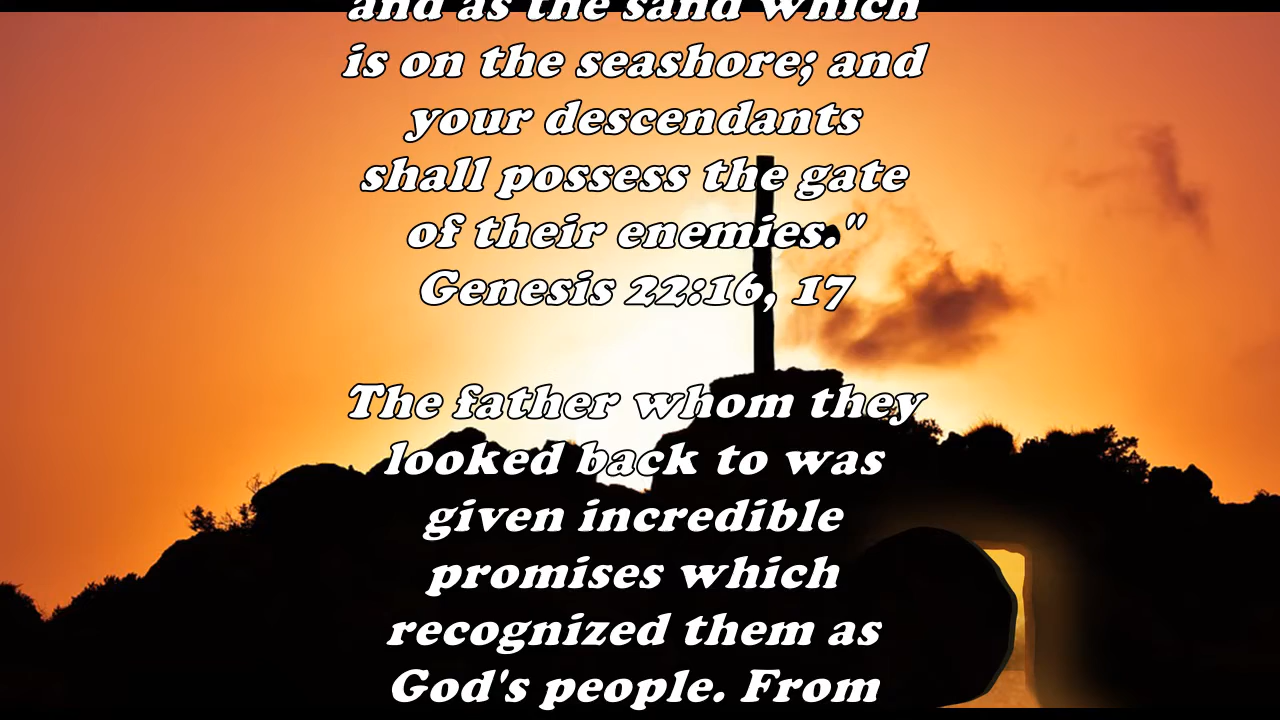 and as the sand which
is on the seashore; and
your descendants
shall possess the gate
of their enemies."
Genesis 22:16, 17
The father whom they
looked back to was
given incredible
promises which
recognized them as
God's people. From